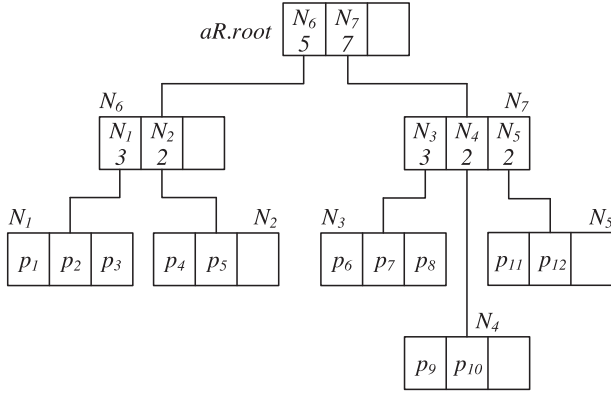 aR.root
N6 N7
5 7
N6 N7
N1 N2
3 2
N3 N4 N5
3 2 2
N1 N2 N3 N5
p1 p2 p3
p4 p5
p6 p7 p8
p11 p12
N4
p9 p10